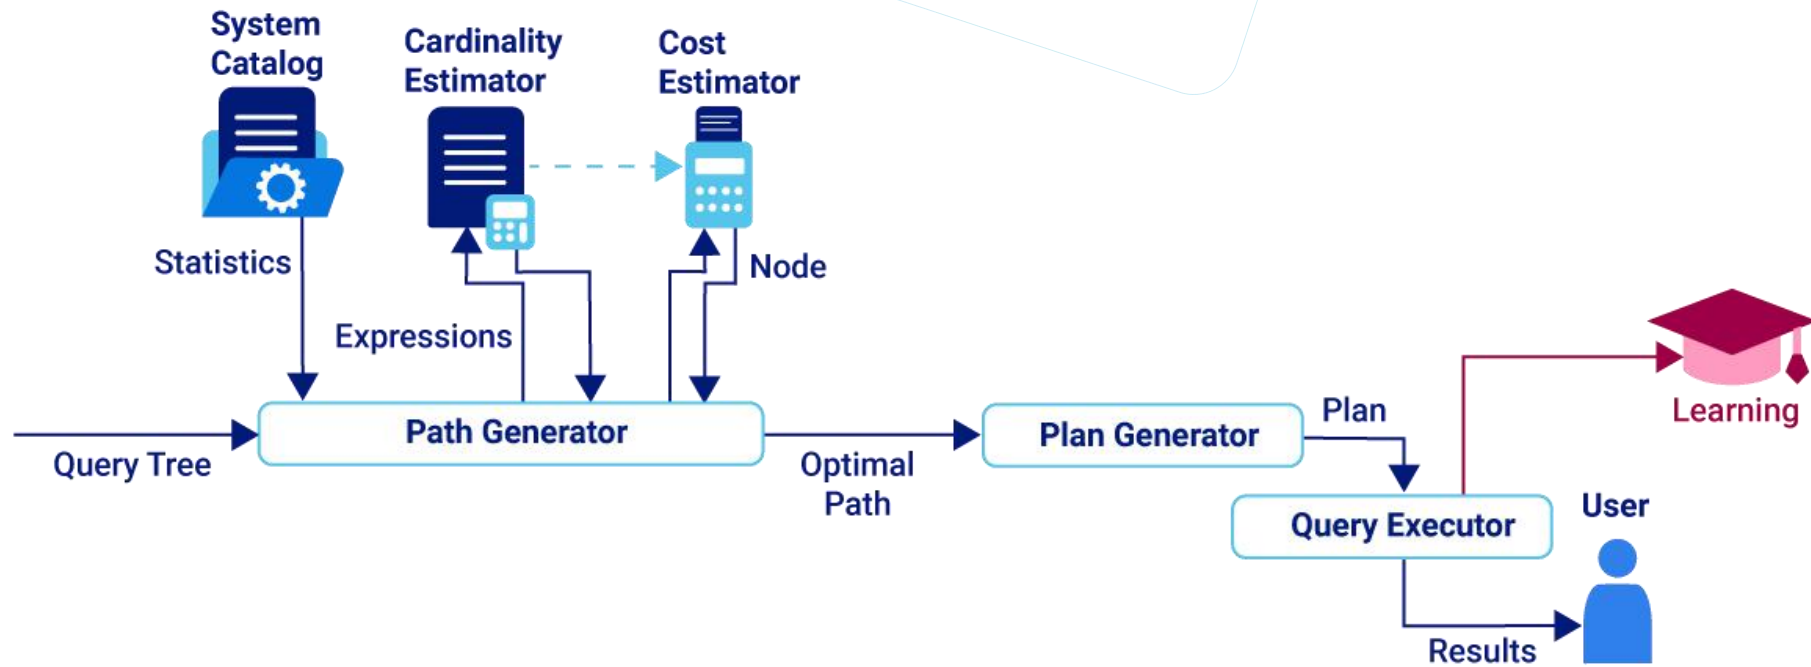 System
Catalog
Cardinality
Estimator
Cost
Estimator
Statistics
Expressions
Node
Query Tree
Path Generator
Optimal
Path
Plan Generator
Plan
Query Executor
Learning
User
Results